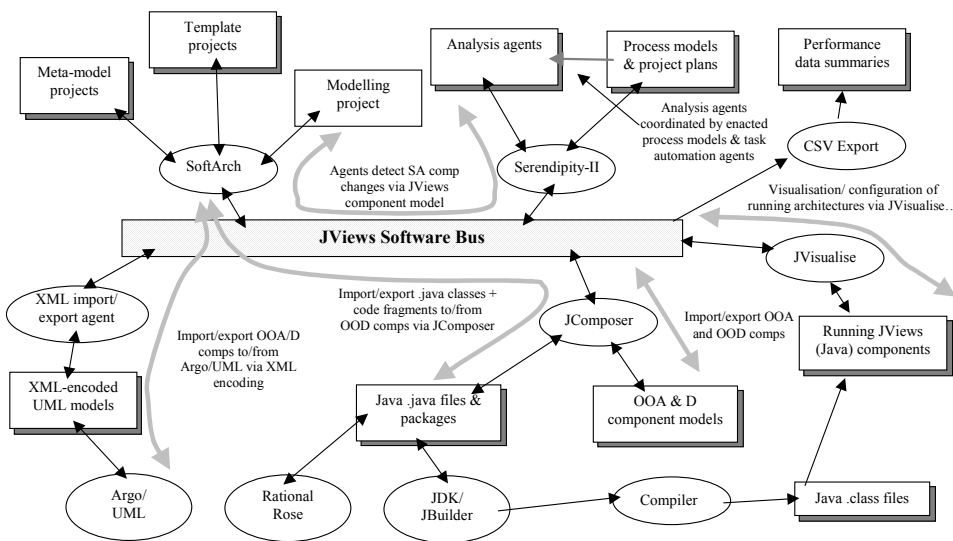 Template
projects
Meta-model
projects
Modelling
project
Analysis agents
Process models
& project plans
Performance
data summaries
SoftArch
Serendipity-II
CSV Export
Agents detect SA comp
changes via JViews
component model
Analysis agents
coordinated by enacted
process models & task
automation agents
Visualisation/ configuration of
running architectures via JVisualise…
JViews Software Bus
JVisualise
XML import/
export agent
Import/export .java classes +
code fragments to/from
OOD comps via JComposer
JComposer
Import/export OOA
and OOD comps
Running JViews
(Java) components
Import/export OOA/D
comps to/from
Argo/UML via XML
encoding
XML-encoded
UML models
Java .java files &
packages
OOA & D
component models
Argo/
UML
Rational
Rose
JDK/
JBuilder
Compiler
Java .class files